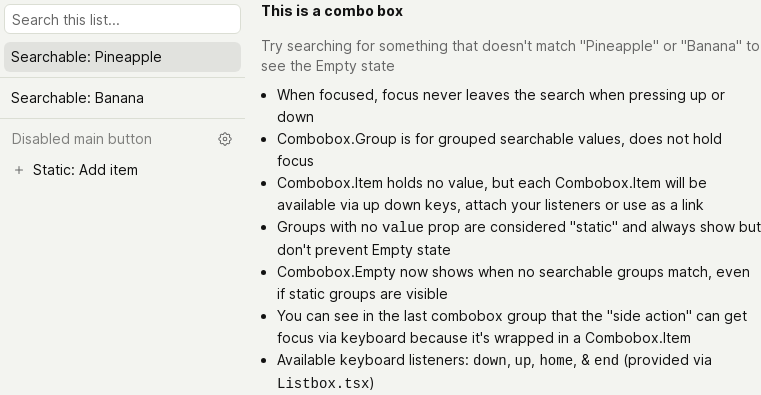 Search this list...
Searchable: Pineapple
Searchable: Banana
Disabled main button
Static: Add item
This is a combo box
Try searching for something that doesn't match "Pineapple" or "Banana" to
see the Empty state
• When focused, focus never leaves the search when pressing up or
down
• Combobox.Group is for grouped searchable values, does not hold
focus
• Combobox.Item holds no value, but each Combobox.Item will be
available via up down keys, attach your listeners or use as a link
• Groups with no value prop are considered "static" and always show but
don't prevent Empty state
• Combobox.Empty now shows when no searchable groups match, even
if static groups are visible
• You can see in the last combobox group that the "side action" can get
focus via keyboard because it's wrapped in a Combobox.Item
• Available keyboard listeners: down, up, home, & end (provided via
Listbox.tsx)